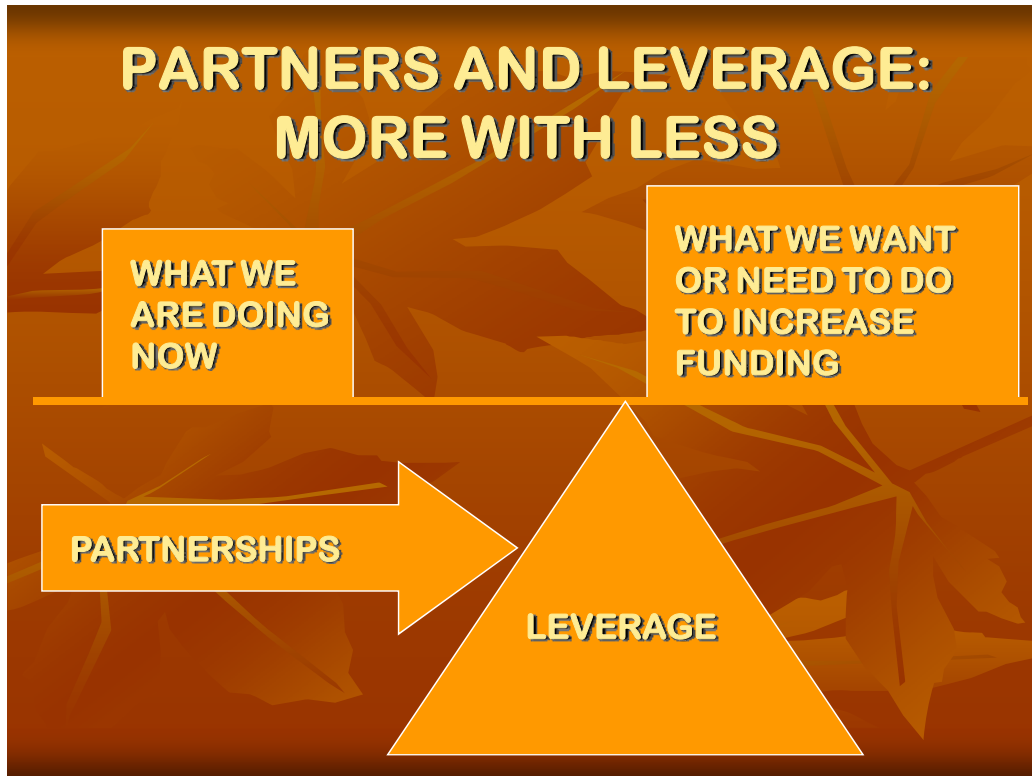 PARTNERS AND LEVERAGE:
MORE WITH LESS
WHAT WE
ARE DOING
NOW
WHAT WE WANT
OR NEED TO DO
TO INCREASE
FUNDING
PARTNERSHIPS
LEVERAGE